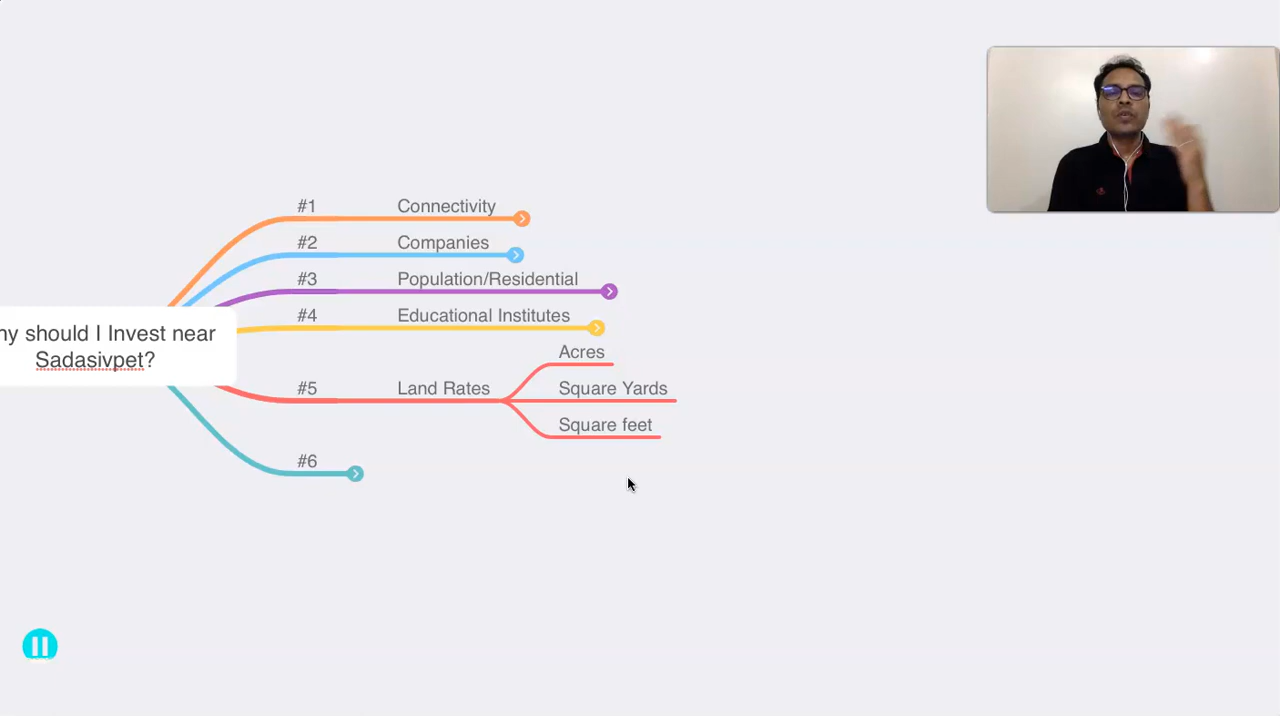 #1 Connectivity
#2 Companies
#3 Population/Residential
#4 Educational Institutes
should I Invest near
Sadasivpet?
Acres
#5 Land Rates
Square Yards
Square feet
#6